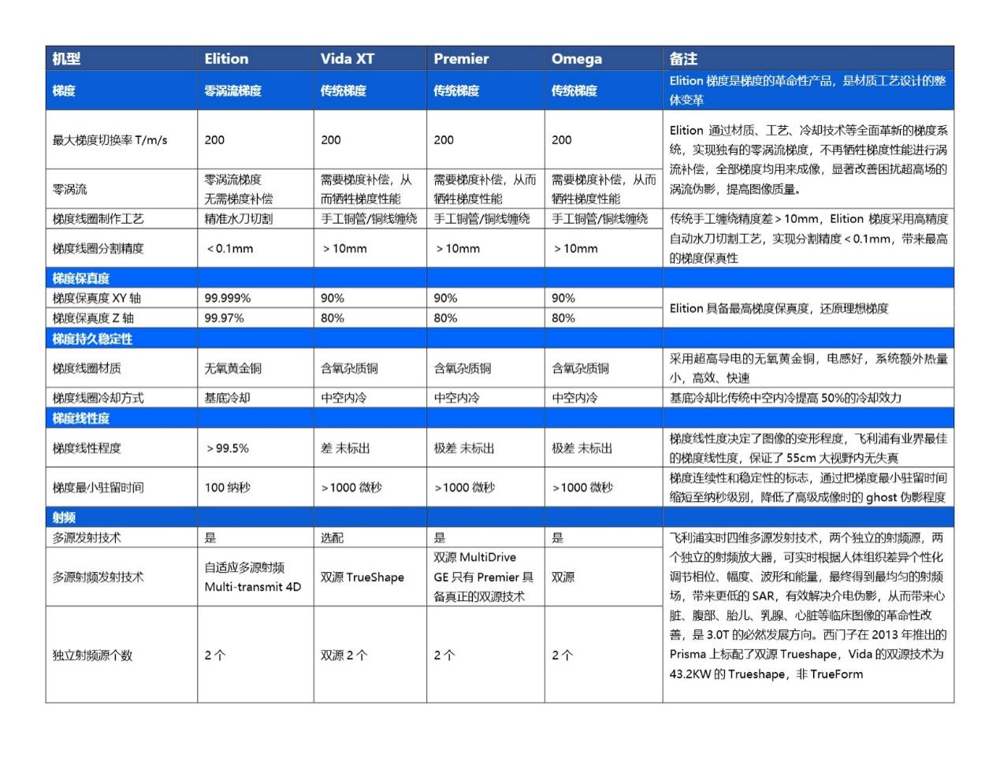 机型 Elition Vida XT Premier Omega 备注
梯度 零涡流梯度 传统梯度 传统梯度 传统梯度 Elition 梯度是梯度的革命性产品，是材质工艺设计的整
体变革
最大梯度切换率 T/m/s 200 200 200 200 Elition 通过材质、工艺、冷却技术等全面革新的梯度系
统，实现独有的零涡流梯度，不再牺牲梯度性能进行涡
流补偿，全部梯度均用来成像，显著改善困扰超高场的
涡流伪影，提高图像质量。
零涡流 零涡流梯度 需要梯度补偿，从 需要梯度补偿，从而 需要梯度补偿，从而
无需梯度补偿 而牺牲梯度性能 牺牲梯度性能 牺牲梯度性能
梯度线圈制作工艺 精准水刀切割 手工铜管/铜线缠绕 手工铜管/铜线缠绕 手工铜管/铜线缠绕 传统手工缠绕精度差＞10mm，Elition 梯度采用高精度
自动水刀切割工艺，实现分割精度＜0.1mm，带来最高
的梯度保真性
梯度线圈分割精度 ＜0.1mm ＞10mm ＞10mm ＞10mm
梯度保真度
梯度保真度 XY 轴 99.999% 90% 90% 90% Elition 具备最高梯度保真度，还原理想梯度
梯度保真度 Z 轴 99.97% 80% 80% 80%
梯度持久稳定性
梯度线圈材质 无氧黄金铜 含氧杂质铜 含氧杂质铜 含氧杂质铜 采用超高导电的无氧黄金铜，电感好，系统额外热量
小，高效、快速
梯度线圈冷却方式 基底冷却 中空内冷 中空内冷 中空内冷 基底冷却比传统中空内冷提高 50%的冷却效力
梯度线性度
梯度线性程度 ＞99.5% 差 未标出 极差 未标出 极差 未标出 梯度线性度决定了图像的变形程度，飞利浦有业界最佳
的梯度线性度，保证了 55cm 大视野内无失真
梯度最小驻留时间 100 纳秒 >1000 微秒 >1000 微秒 >1000 微秒 梯度连续性和稳定性的标志，通过把梯度最小驻留时间
缩短至纳秒级别，降低了高级成像时的 ghost 伪影程度
射频
多源发射技术 是 选配 是 是 飞利浦实时四维多源发射技术，两个独立的射频源，两
个独立的射频放大器，可实时根据人体组织差异个性化
调节相位、幅度、波形和能量，最终得到最均匀的射频
场，带来更低的 SAR，有效解决介电伪影，从而带来心
脏、腹部、胎儿、乳腺、心脏等临床图像的革命性改
善，是 3.0T 的必然发展方向。西门子在 2013 年推出的
Prisma 上标配了双源 Trueshape，Vida 的双源技术为
43.2KW 的 Trueshape，非 TrueForm
多源射频发射技术 自适应多源射频 双源 TrueShape 双源 MultiDrive 双源
Multi-transmit 4D GE 只有 Premier 具
备真正的双源技术
独立射频源个数 2 个 双源 2 个 2 个 2 个